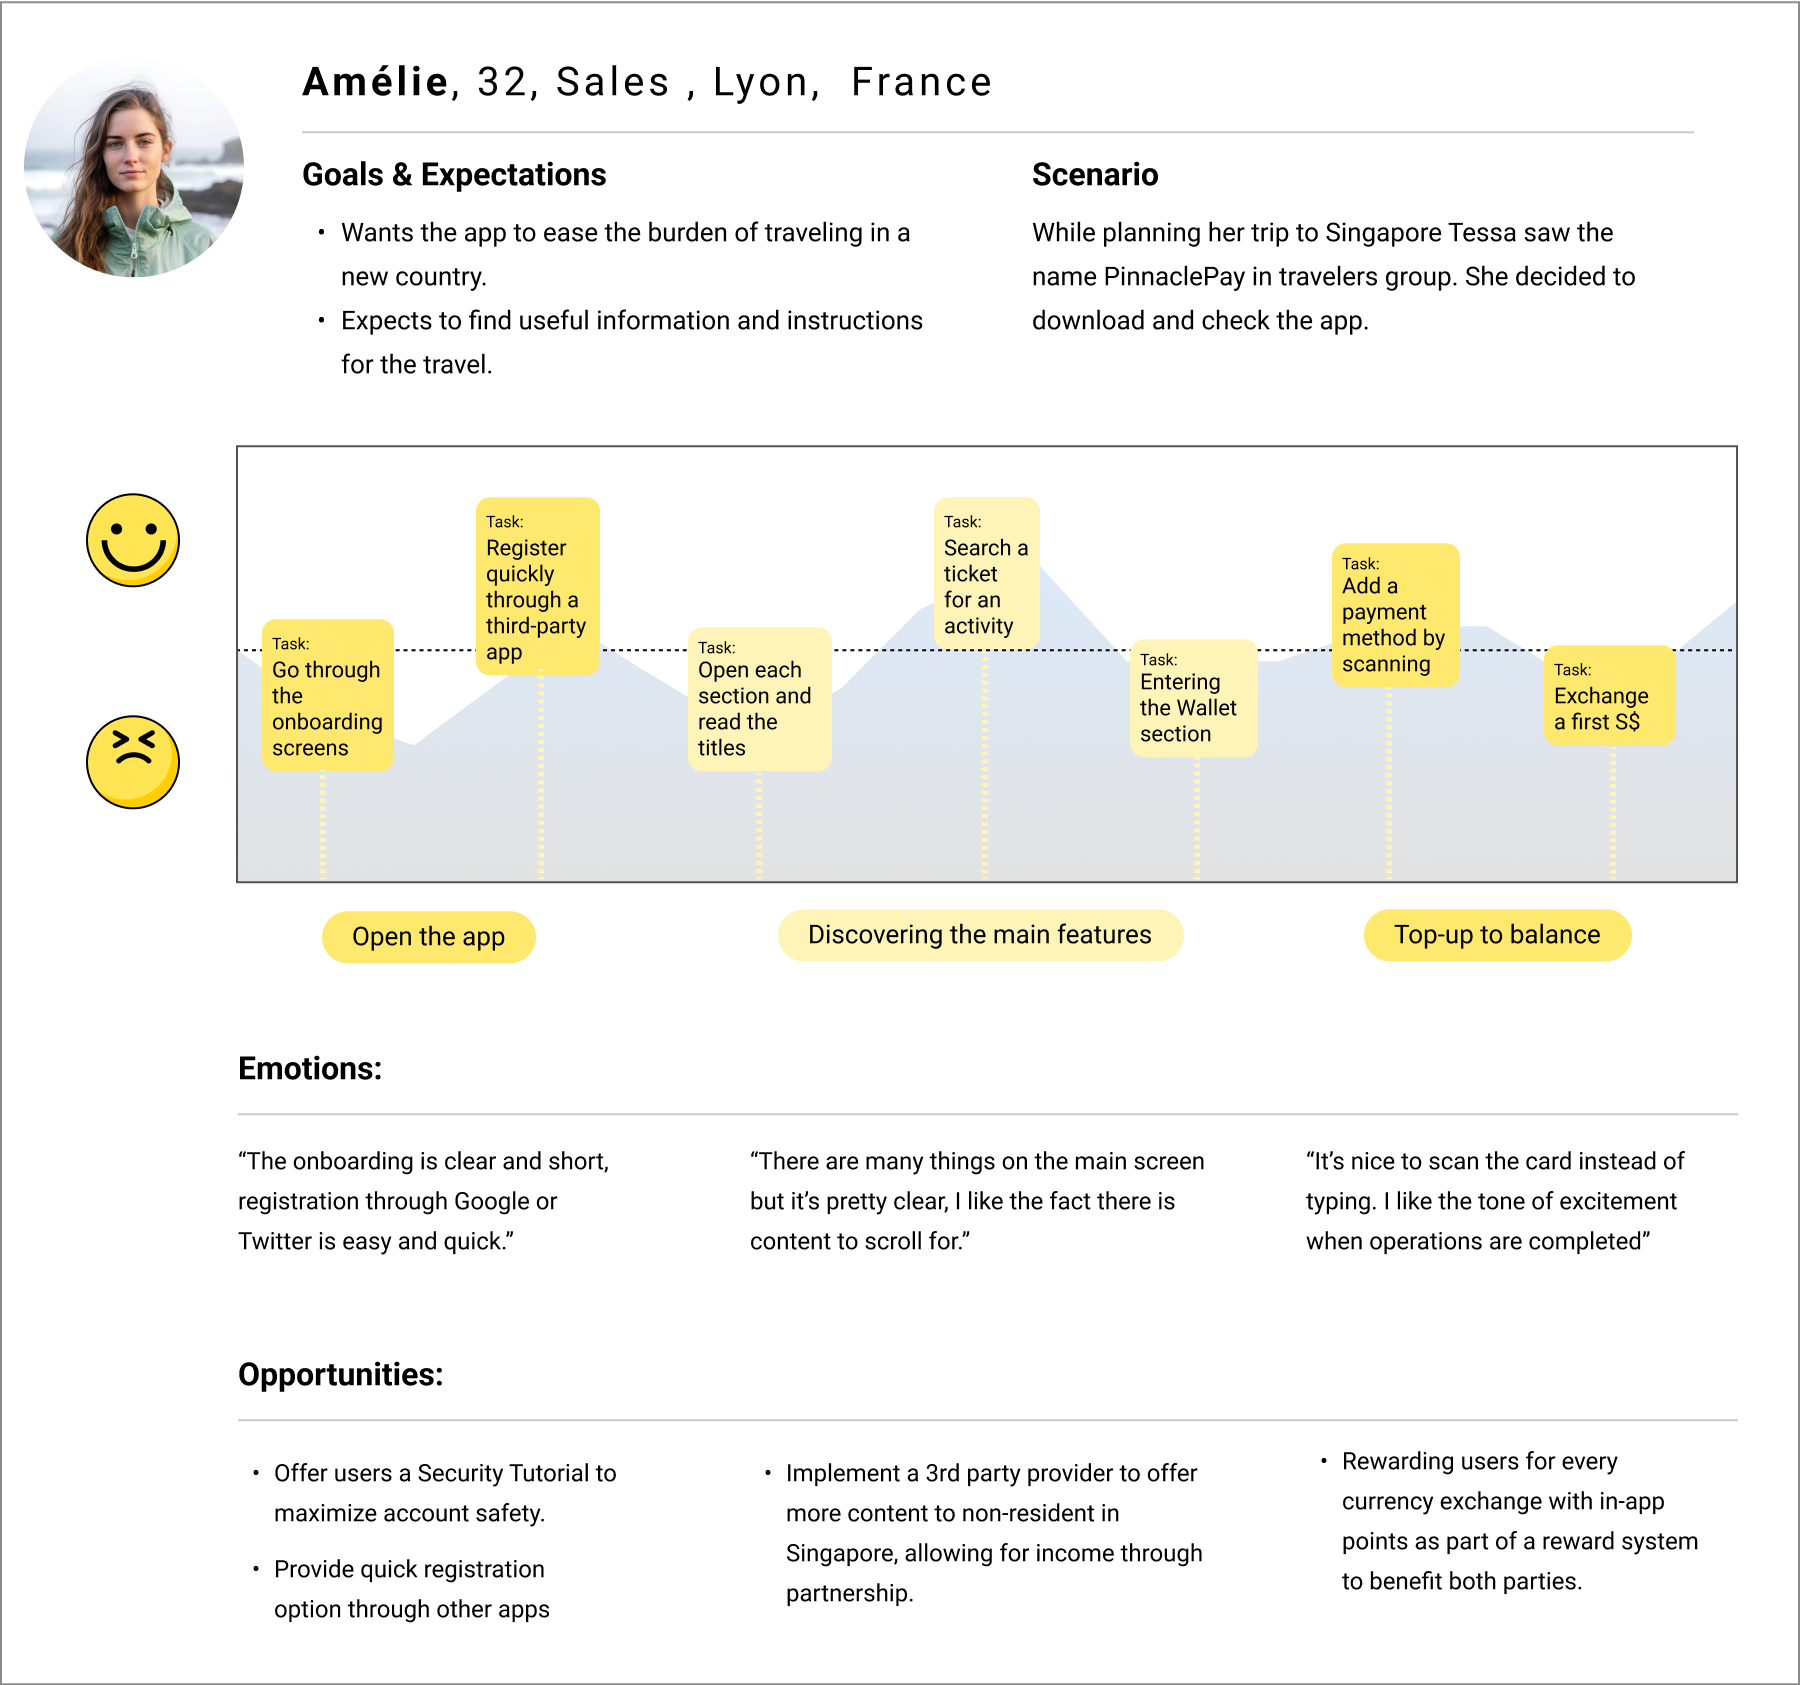 Amélie, 32, Sales , Lyon,  France
Goals & Expectations
• Wants the app to ease the burden of traveling in a
new country.
• Expects to find useful information and instructions
for the travel.
Scenario
While planning her trip to Singapore Tessa saw the
name PinnaclePay in travelers group. She decided to
download and check the app.
Task:
Go through
the
onboarding
screens
Task:
Register
quickly
through a
third-party
app
Task:
Open each
section and
read the
titles
Task:
Search a
ticket
for an
activity
Task:
Entering
the Wallet
section
Task:
Add a
payment
method by
scanning
Task:
Exchange
a first S$
Open the app
Discovering the main features
Top-up to balance
Emotions:
“The onboarding is clear and short,
registration through Google or
Twitter is easy and quick.”
“There are many things on the main screen
but it’s pretty clear, I like the fact there is
content to scroll for.”
“It’s nice to scan the card instead of
typing. I like the tone of excitement
when operations are completed”
Opportunities:
• Offer users a Security Tutorial to
maximize account safety.
• Provide quick registration
option through other apps
• Implement a 3rd party provider to offer
more content to non-resident in
Singapore, allowing for income through
partnership.
• Rewarding users for every
currency exchange with in-app
points as part of a reward system
to benefit both parties.